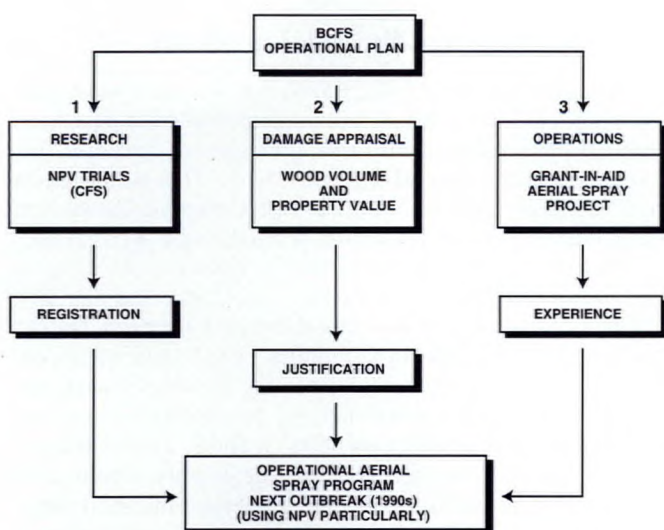 BCFS
OPERATIONAL PLAN
1
RESEARCH
NPV TRIALS
(CFS)
REGISTRATION
2
DAMAGE APPRAISAL
WOOD VOLUME
AND
PROPERTY VALUE
JUSTIFICATION
3
OPERATIONS
GRANT-IN-AID
AERIAL SPRAY
PROJECT
EXPERIENCE
OPERATIONAL AERIAL
SPRAY PROGRAM
NEXT OUTBREAK (1990s)
(USING NPV PARTICULARLY)